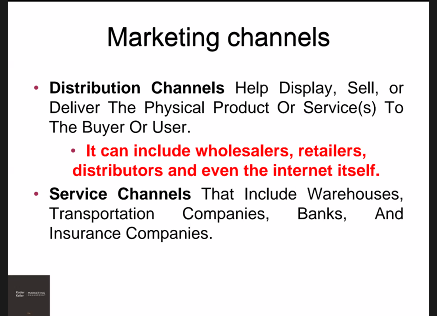 Marketing channels
• Distribution Channels Help Display, Sell, or
Deliver The Physical Product Or Service(s) To
The Buyer Or User.
• It can include wholesalers, retailers,
distributors and even the internet itself.
• Service Channels That Include Warehouses,
Transportation Companies, Banks, And
Insurance Companies.